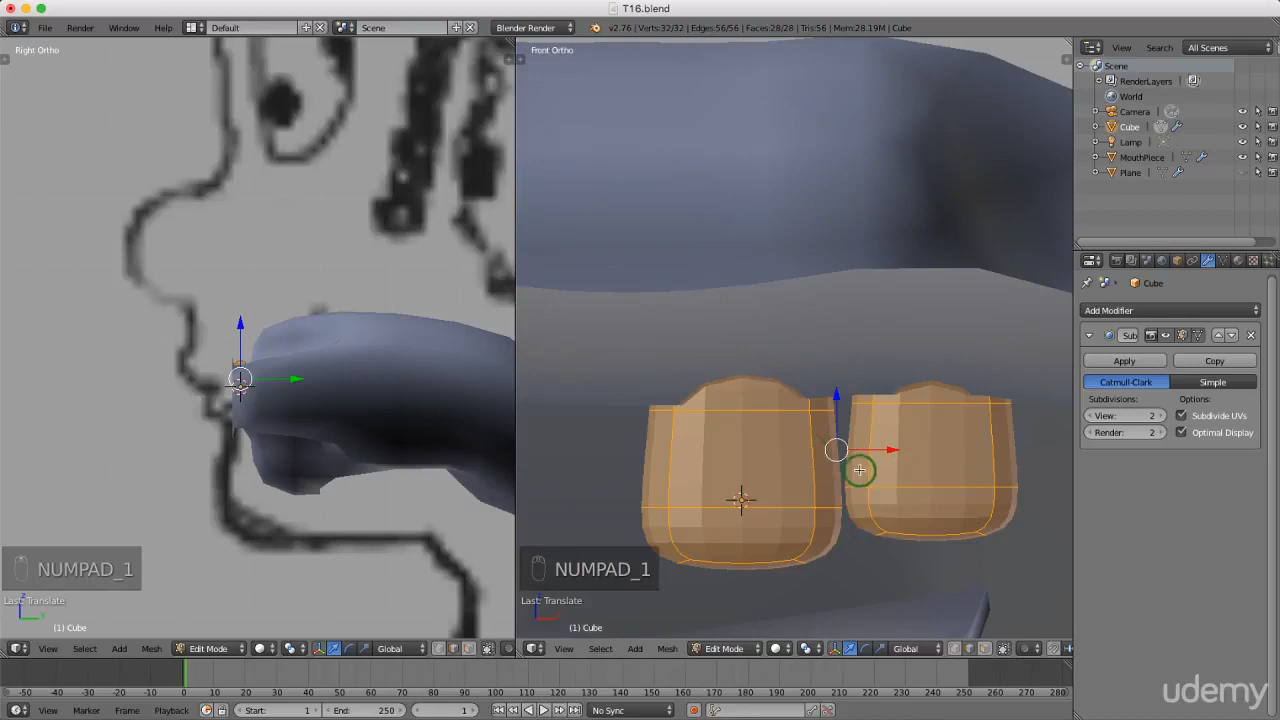 T16.blend
File Render Window Help Default Scene Blender Render v2.76 | Verts:32/32 | Edges:56/56 | Faces:28/28 | Tris:56 | Mem:28.19M | Cube
View Search All Scenes
Right Ortho
Front Ortho
Scene
RenderLayers
World
Camera
Cube
Lamp
MouthPiece
Plane
Cube
Add Modifier
Sub
Apply Copy
Catmull-Clark Simple
Subdivisions: Options:
View: 2 Subdivide UVs
Render: 2 Optimal Display
NUMPAD_1
NUMPAD_1
Last: Translate
Last: Translate
(1) Cube
(1) Cube
View Select Add Mesh Edit Mode Global
View Select Add Mesh Edit Mode Global
-50 -40 -30 -20 -10 0 10 20 30 40 50 60 70 80 90 100 110 120 130 140 150 160 170 180 190 200 210 220 230 240 250 260 270 280
View Marker Frame Playback Start: 1 End: 250 1 No Sync
udemy